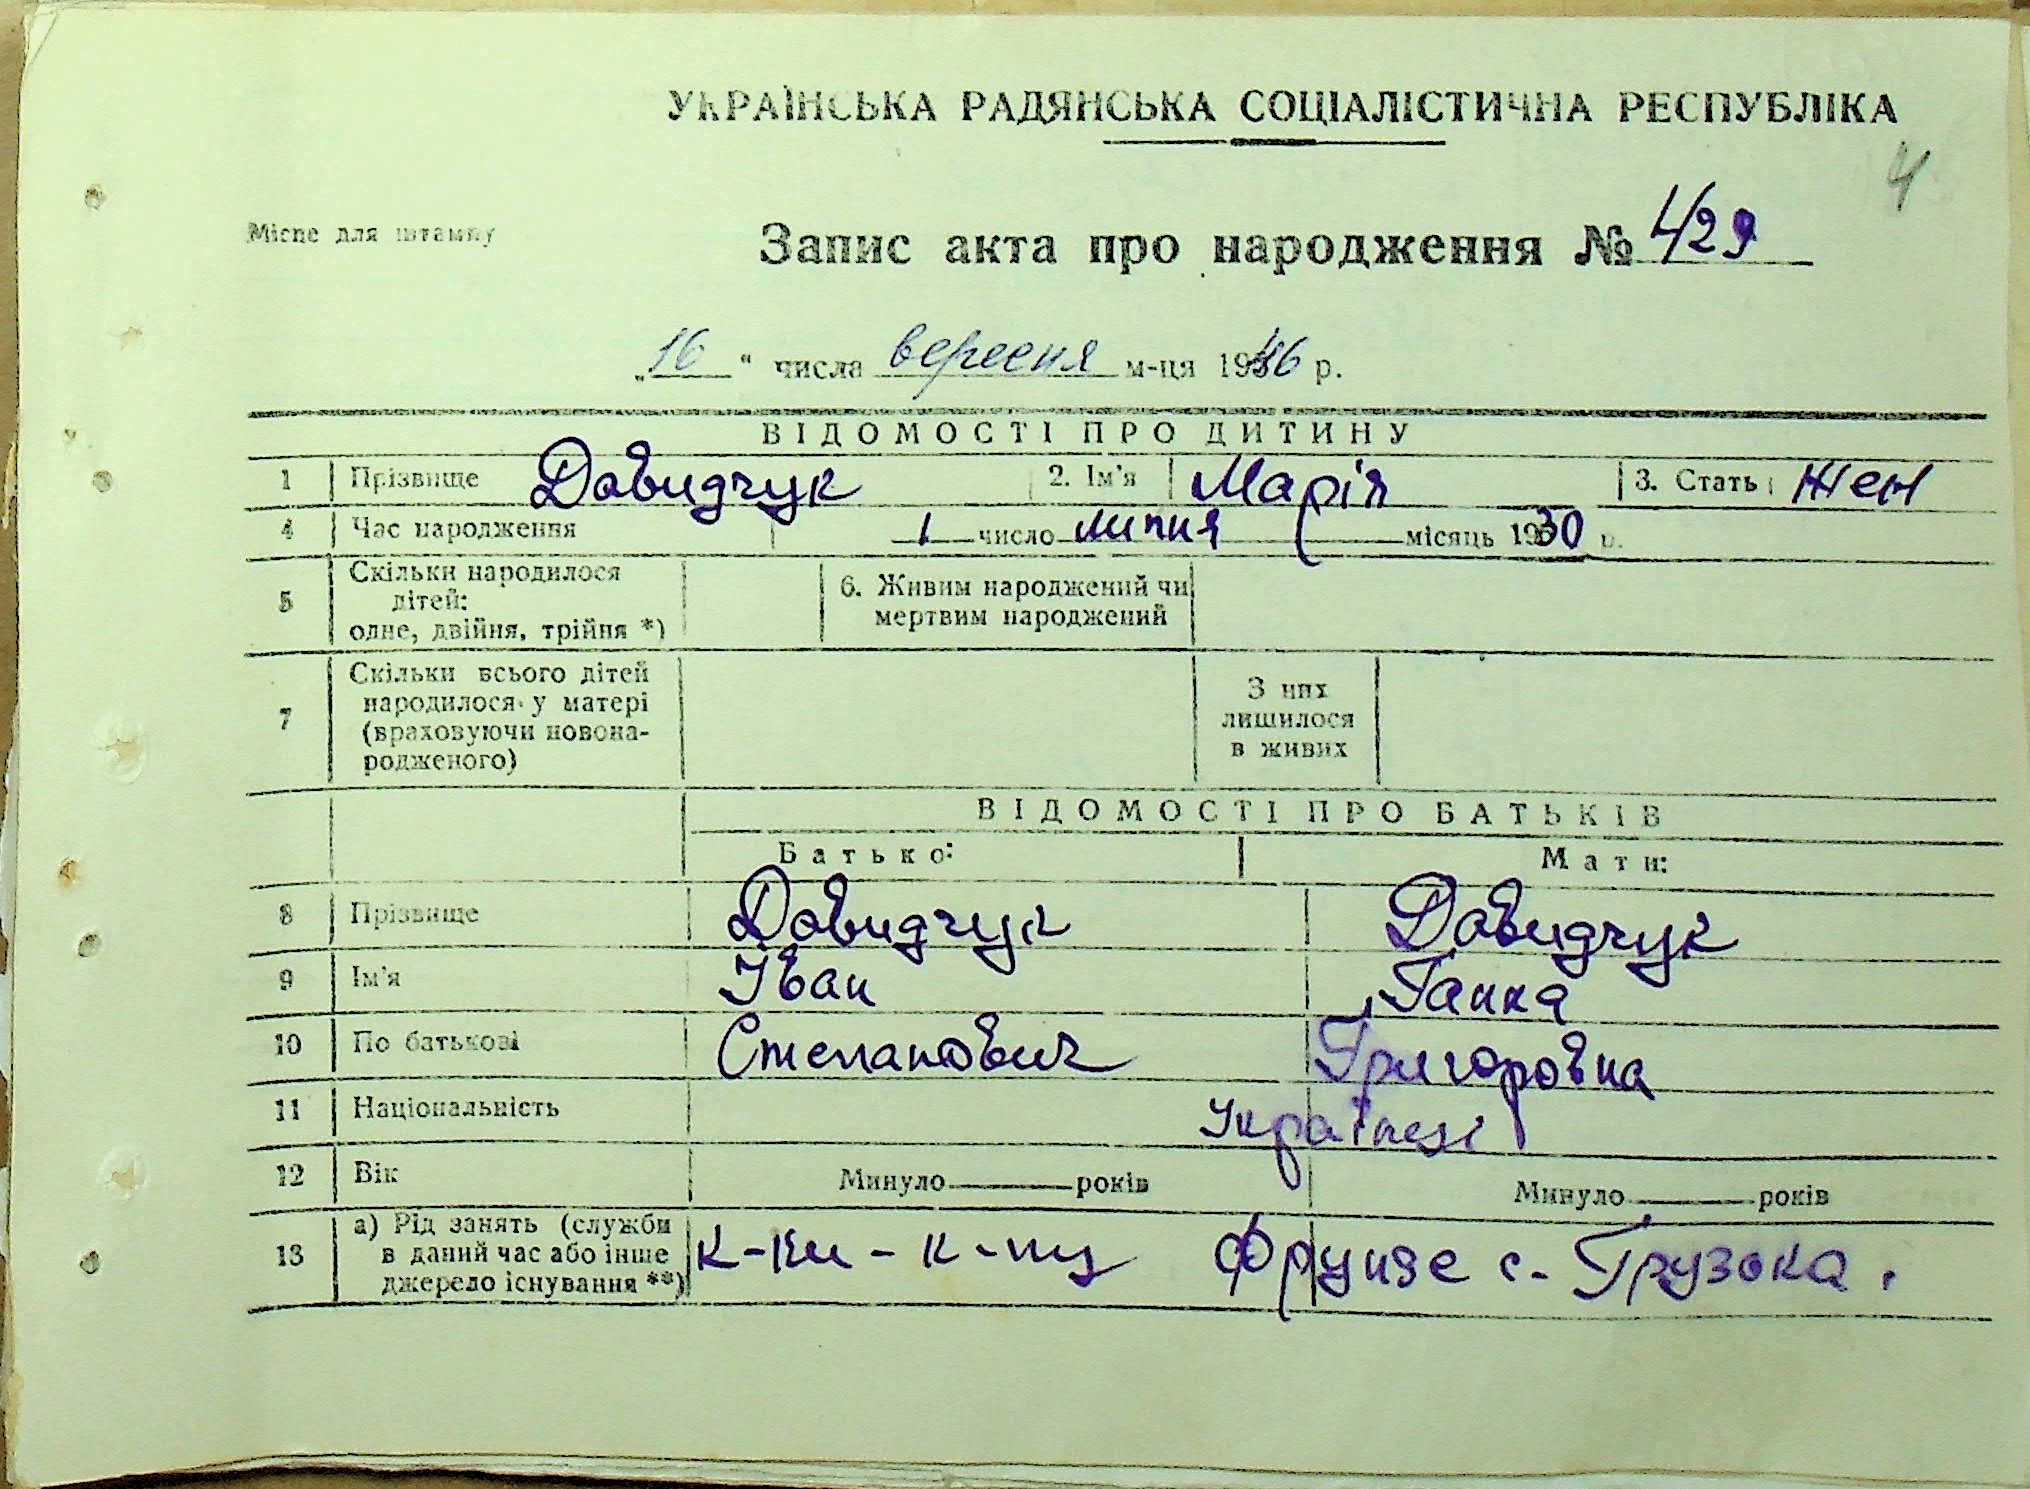 УКРАЇНСЬКА РАДЯНСЬКА СОЦІАЛІСТИЧНА РЕСПУБЛІКА
4
Місце для штампу
Запис акта про народження № 429
„16“ числа вересня м-ця 1946 р.
ВІДОМОСТІ ПРО ДИТИНУ
1 Прізвище Давидчук 2. Ім'я Марія 3. Стать Жен
4 Час народження 1 число липня місяць 1930 р.
5 Скільки народилося дітей: одне, двійня, трійня *) 6. Живим народжений чи мертвим народжений
7 Скільки всього дітей народилося у матері (враховуючи новонародженого) З них лишилося в живих
ВІДОМОСТІ ПРО БАТЬКІВ
Батько: Мати:
8 Прізвище Давидчук Давидчук
9 Ім'я Іван Ганна
10 По батькові Степанович Григоровна
11 Національність Українці
12 Вік Минуло років Минуло років
13 а) Рід занять (служби в даний час або інше джерело існування **) к-ки - к-пу Фрунзе с. Грузька.